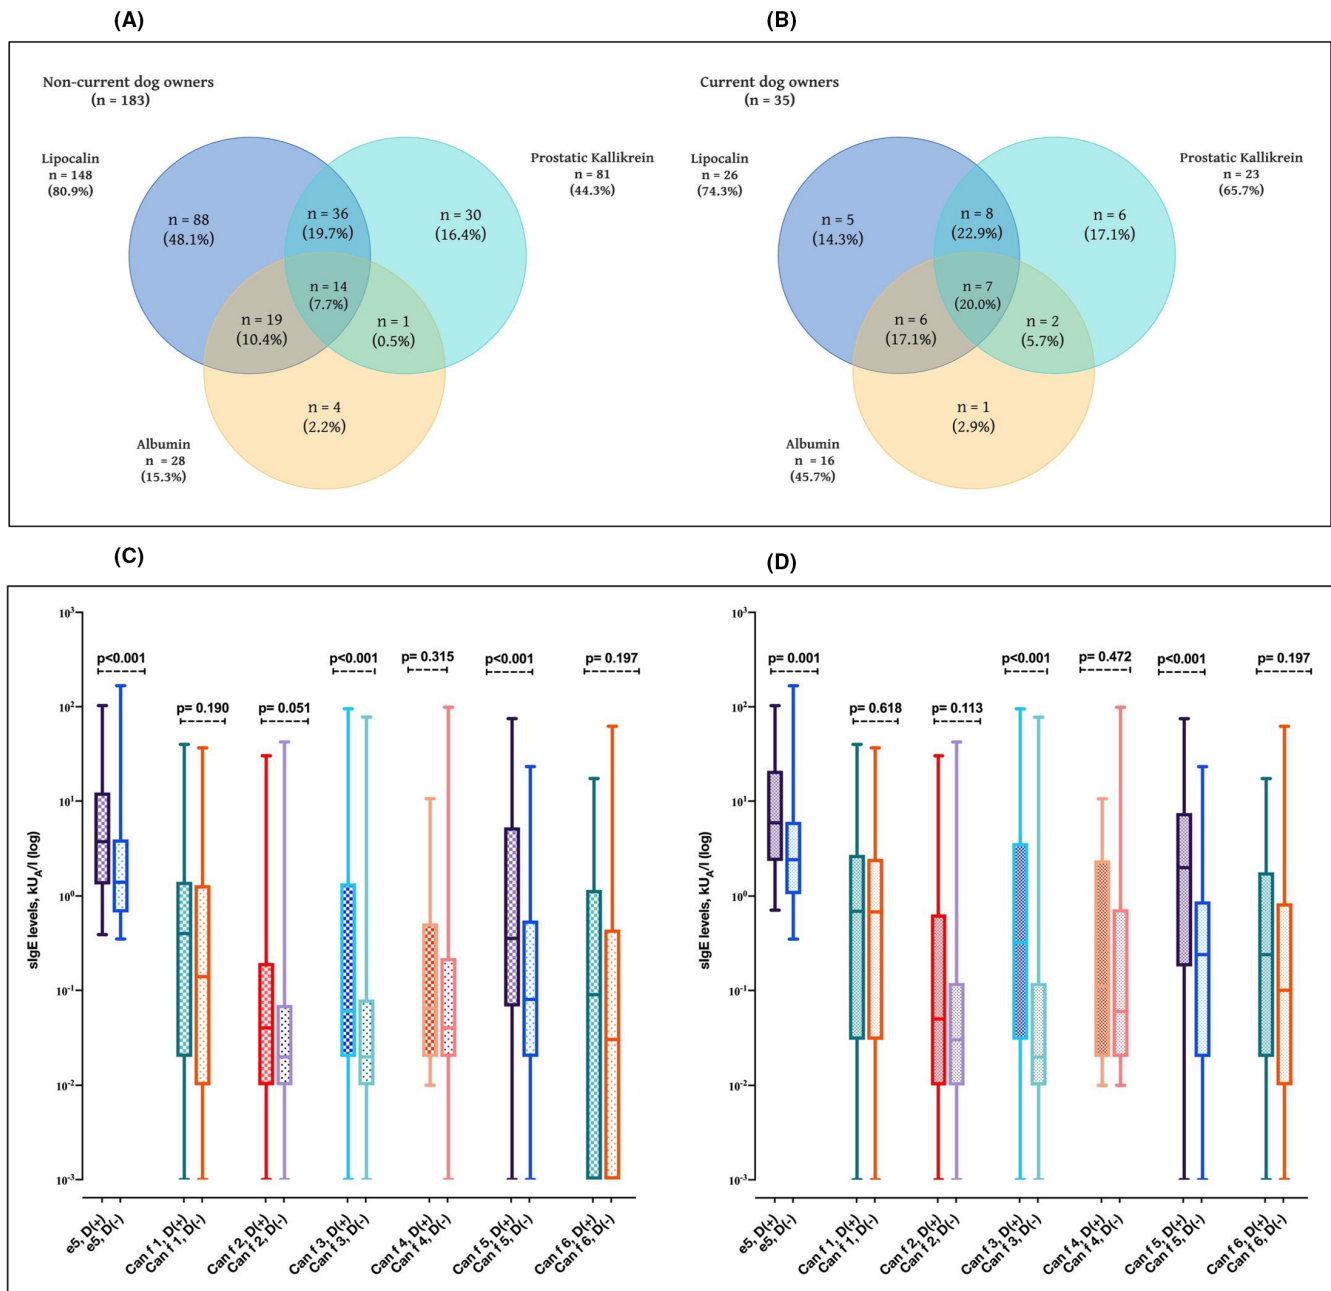 (A)
(B)
Non-current dog owners
(n = 183)
Lipocalin
n = 148
(80.9%)
Prostatic Kallikrein
n = 81
(44.3%)
n = 88
(48.1%)
n = 36
(19.7%)
n = 30
(16.4%)
n = 14
(7.7%)
n = 19
(10.4%)
n = 1
(0.5%)
n = 4
(2.2%)
Albumin
n = 28
(15.3%)
Current dog owners
(n = 35)
Lipocalin
n = 26
(74.3%)
Prostatic Kallikrein
n = 23
(65.7%)
n = 5
(14.3%)
n = 8
(22.9%)
n = 6
(17.1%)
n = 7
(20.0%)
n = 6
(17.1%)
n = 2
(5.7%)
n = 1
(2.9%)
Albumin
n = 16
(45.7%)
(C)
(D)
sIgE levels, kU_A/l (log)
10³
10²
10¹
10⁰
10⁻¹
10⁻²
10⁻³
p<0.001
p= 0.190
p= 0.051
p<0.001
p= 0.315
p<0.001
p= 0.197
e5, D(+)
e5, D(-)
Can f 1, D(+)
Can f 1, D(-)
Can f 2, D(+)
Can f 2, D(-)
Can f 3, D(+)
Can f 3, D(-)
Can f 4, D(+)
Can f 4, D(-)
Can f 5, D(+)
Can f 5, D(-)
Can f 6, D(+)
Can f 6, D(-)
sIgE levels, kU_A/l (log)
10³
10²
10¹
10⁰
10⁻¹
10⁻²
10⁻³
p= 0.001
p= 0.618
p= 0.113
p<0.001
p= 0.472
p<0.001
p= 0.197
e5, D(+)
e5, D(-)
Can f 1, D(+)
Can f 1, D(-)
Can f 2, D(+)
Can f 2, D(-)
Can f 3, D(+)
Can f 3, D(-)
Can f 4, D(+)
Can f 4, D(-)
Can f 5, D(+)
Can f 5, D(-)
Can f 6, D(+)
Can f 6, D(-)